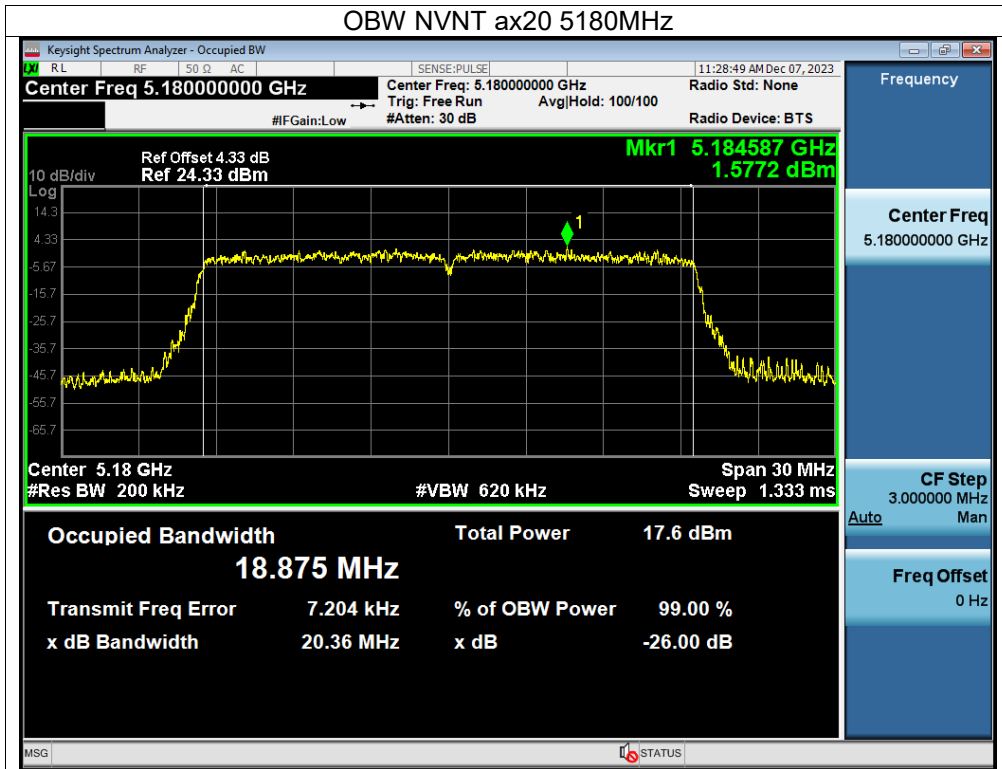 OBW NVNT ax20 5180MHz
Keysight Spectrum Analyzer - Occupied BW
LXI RL RF 50 Ω AC SENSE:PULSE 11:28:49 AM Dec 07, 2023
Center Freq 5.180000000 GHz
Center Freq: 5.180000000 GHz Radio Std: None
Trig: Free Run Avg|Hold: 100/100
#IFGain:Low #Atten: 30 dB Radio Device: BTS
Mkr1 5.184587 GHz
1.5772 dBm
Ref Offset 4.33 dB
10 dB/div Ref 24.33 dBm
Log
14.3
4.33
-5.67
-15.7
-25.7
-35.7
-45.7
-55.7
-65.7
1
Center 5.18 GHz Span 30 MHz
#Res BW 200 kHz #VBW 620 kHz Sweep 1.333 ms
Occupied Bandwidth Total Power 17.6 dBm
18.875 MHz
Transmit Freq Error 7.204 kHz % of OBW Power 99.00 %
x dB Bandwidth 20.36 MHz x dB -26.00 dB
Frequency
Center Freq
5.180000000 GHz
CF Step
3.000000 MHz
Auto Man
Freq Offset
0 Hz
MSG STATUS